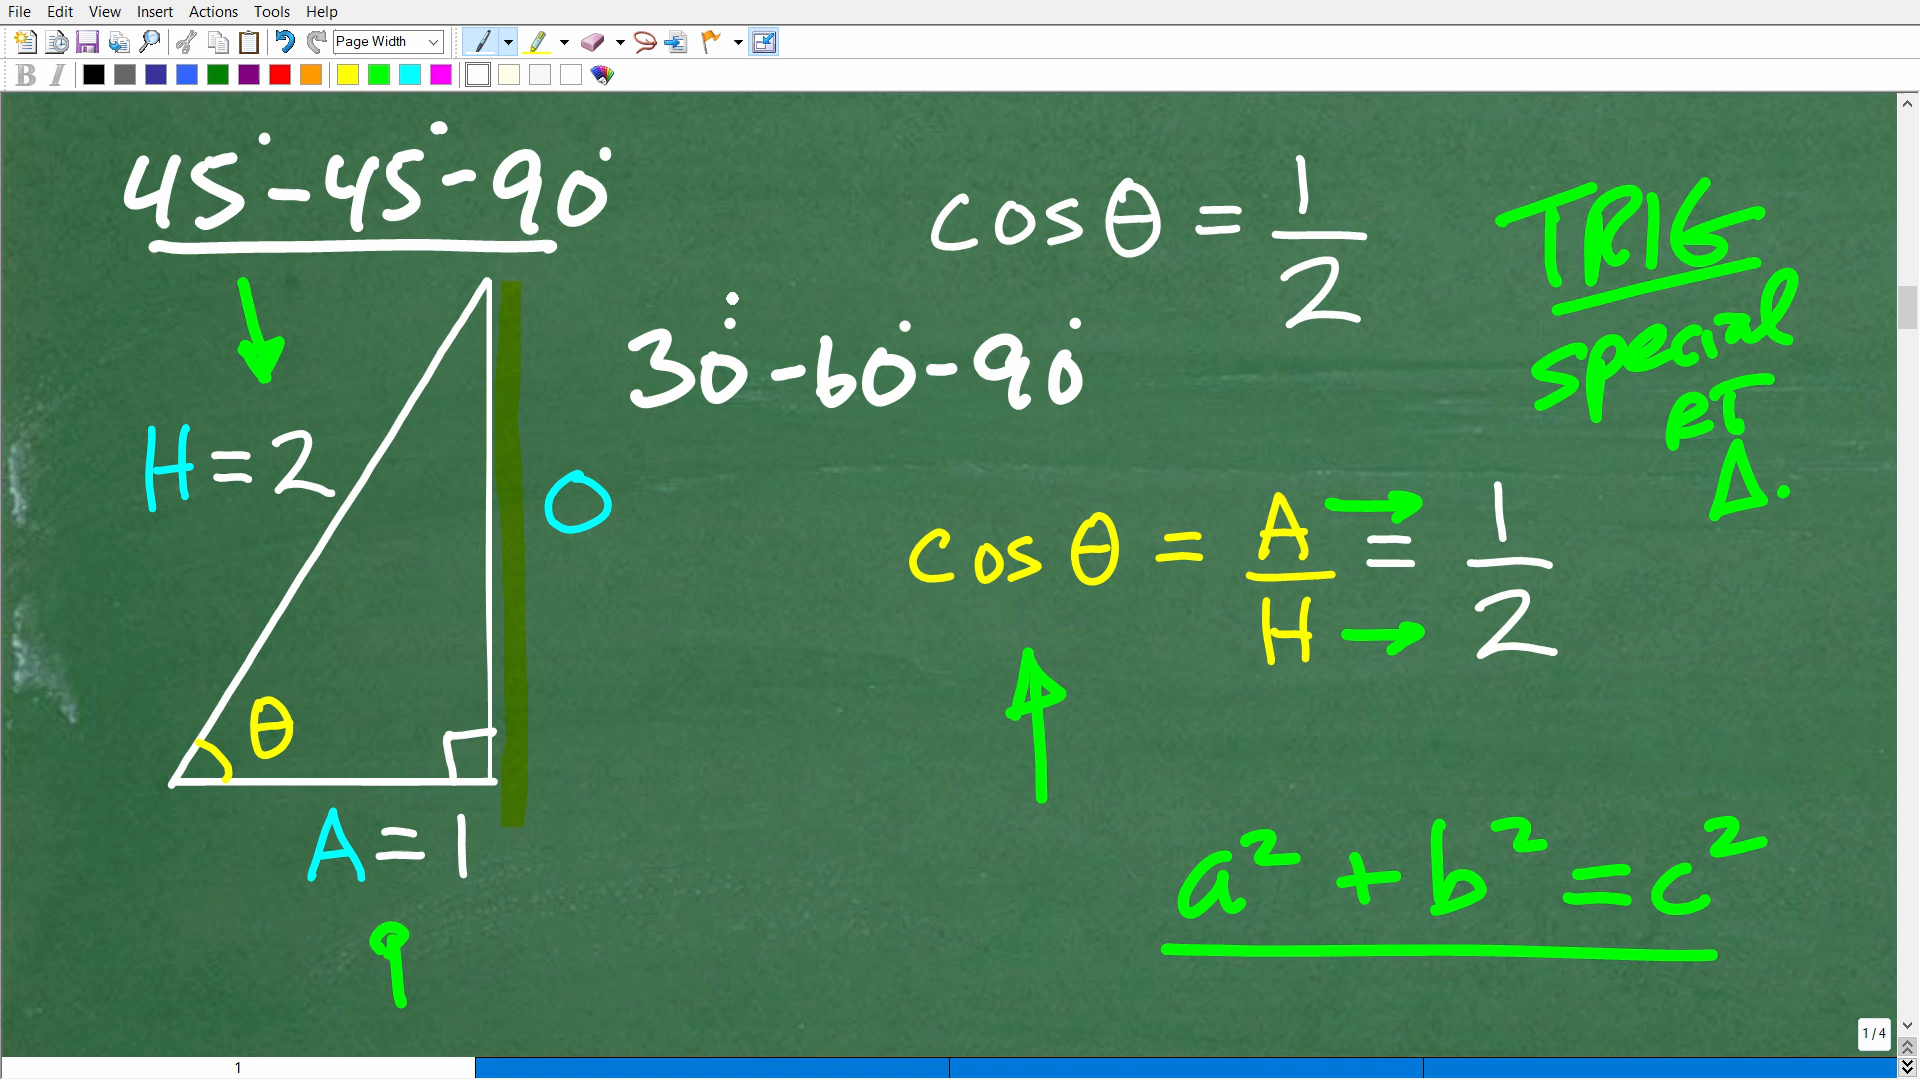 File Edit View Insert Actions Tools Help
Page Width
B I
45°-45°-90°
cos θ = 1/2
TRIG
special
RT
Δ.
30°-60°-90°
H = 2
O
cos θ = A/H = 1/2
θ
A = 1
a² + b² = c²
q
1 / 4
1